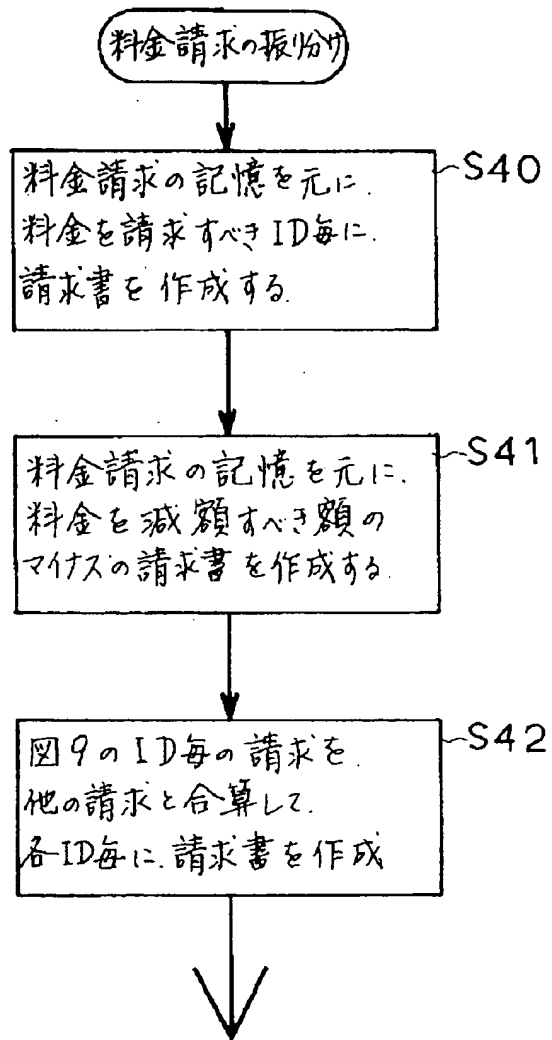 料金請求の振り分け
S40
料金請求の記憶を元に.
料金を請求すべきID毎に.
請求書を作成する.
S41
料金請求の記憶を元に.
料金を減額すべき額の
マイナスの請求書を作成する.
S42
図9のID毎の請求を.
他の請求と合算して.
各ID毎に.請求書を作成